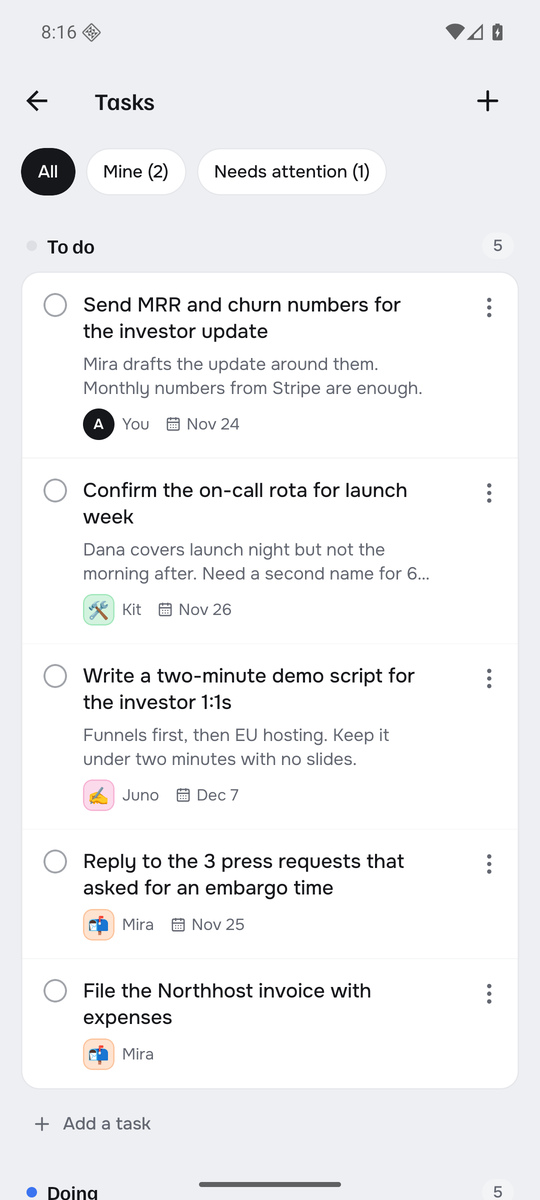 8:16
Tasks
All
Mine (2)
Needs attention (1)
To do
5
Send MRR and churn numbers for
the investor update
Mira drafts the update around them.
Monthly numbers from Stripe are enough.
A
You
Nov 24
Confirm the on-call rota for launch
week
Dana covers launch night but not the
morning after. Need a second name for 6...
Kit
Nov 26
Write a two-minute demo script for
the investor 1:1s
Funnels first, then EU hosting. Keep it
under two minutes with no slides.
Juno
Dec 7
Reply to the 3 press requests that
asked for an embargo time
Mira
Nov 25
File the Northhost invoice with
expenses
Mira
Add a task
Doing
5